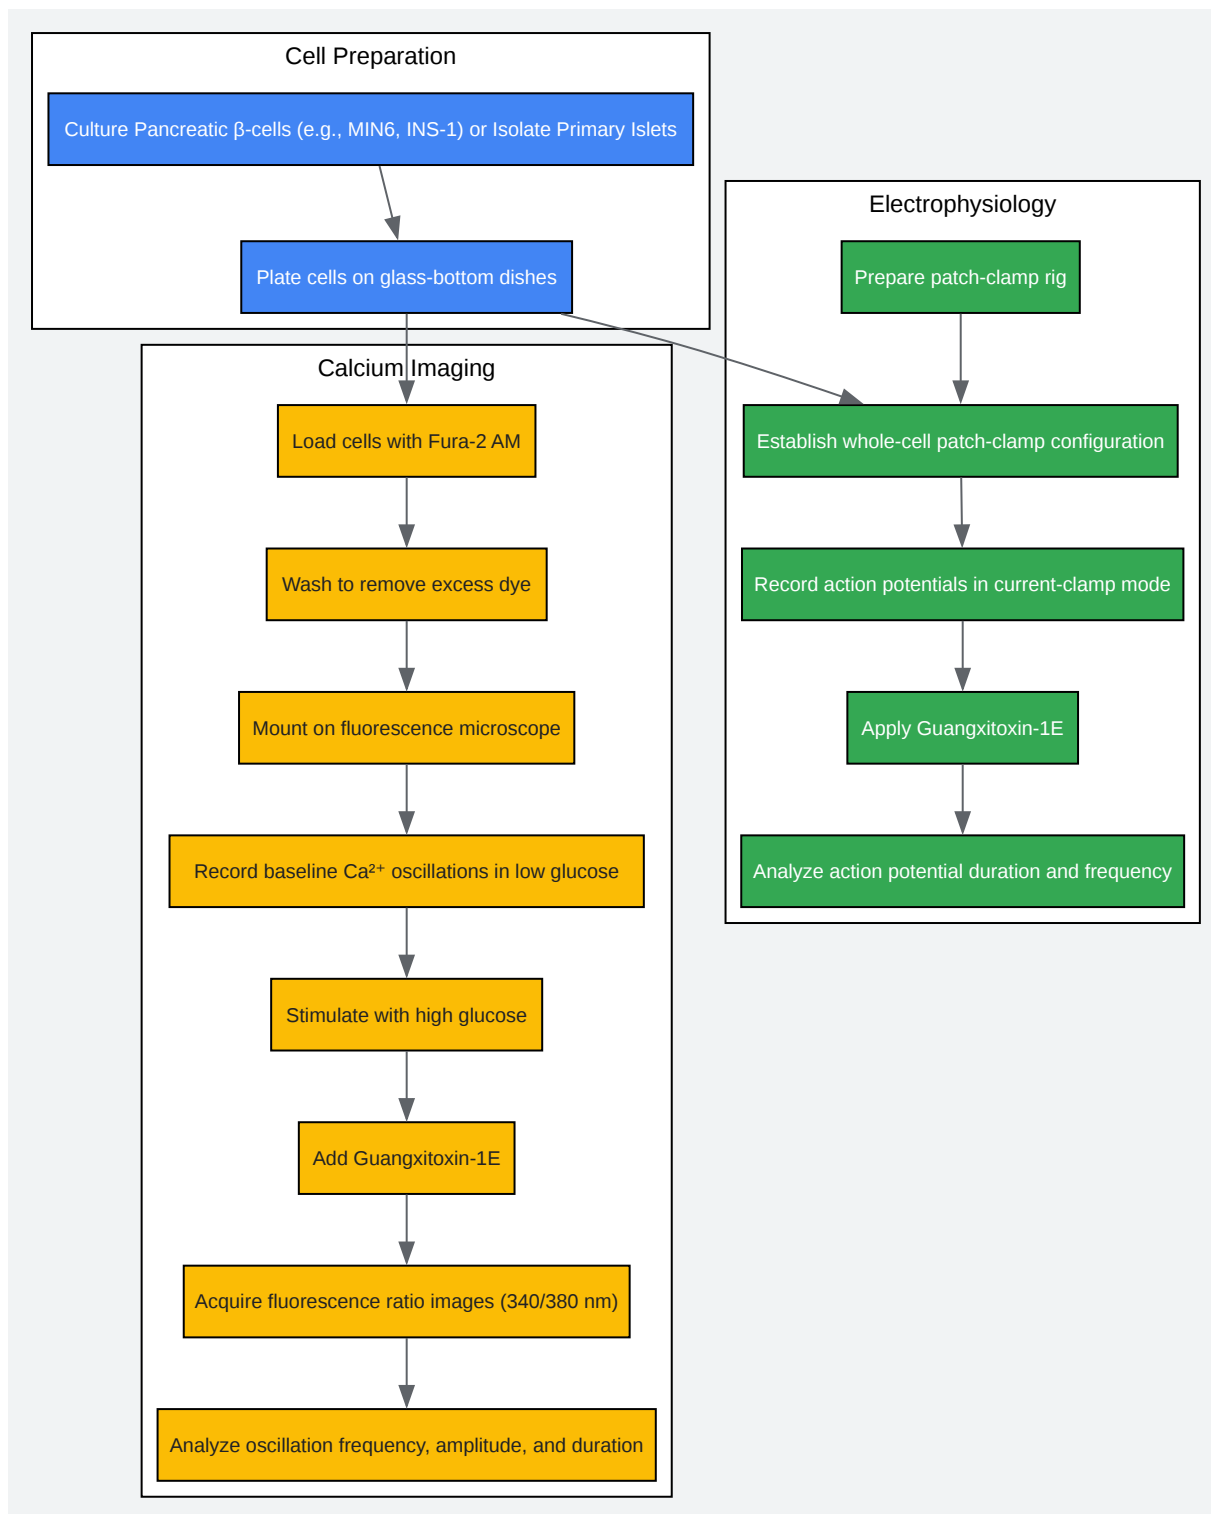 Cell Preparation
Culture Pancreatic β-cells (e.g., MIN6, INS-1) or Isolate Primary Islets
Plate cells on glass-bottom dishes
Calcium Imaging
Load cells with Fura-2 AM
Wash to remove excess dye
Mount on fluorescence microscope
Record baseline Ca²⁺ oscillations in low glucose
Stimulate with high glucose
Add Guangxitoxin-1E
Acquire fluorescence ratio images (340/380 nm)
Analyze oscillation frequency, amplitude, and duration
Electrophysiology
Prepare patch-clamp rig
Establish whole-cell patch-clamp configuration
Record action potentials in current-clamp mode
Apply Guangxitoxin-1E
Analyze action potential duration and frequency